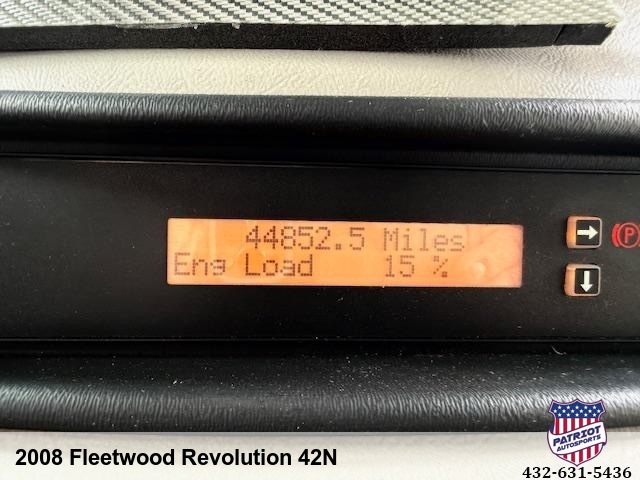 44852.5 Miles
Eng Load 15 %
P
PATRIOT
AUTOSPORTS
2008 Fleetwood Revolution 42N
432-631-5436